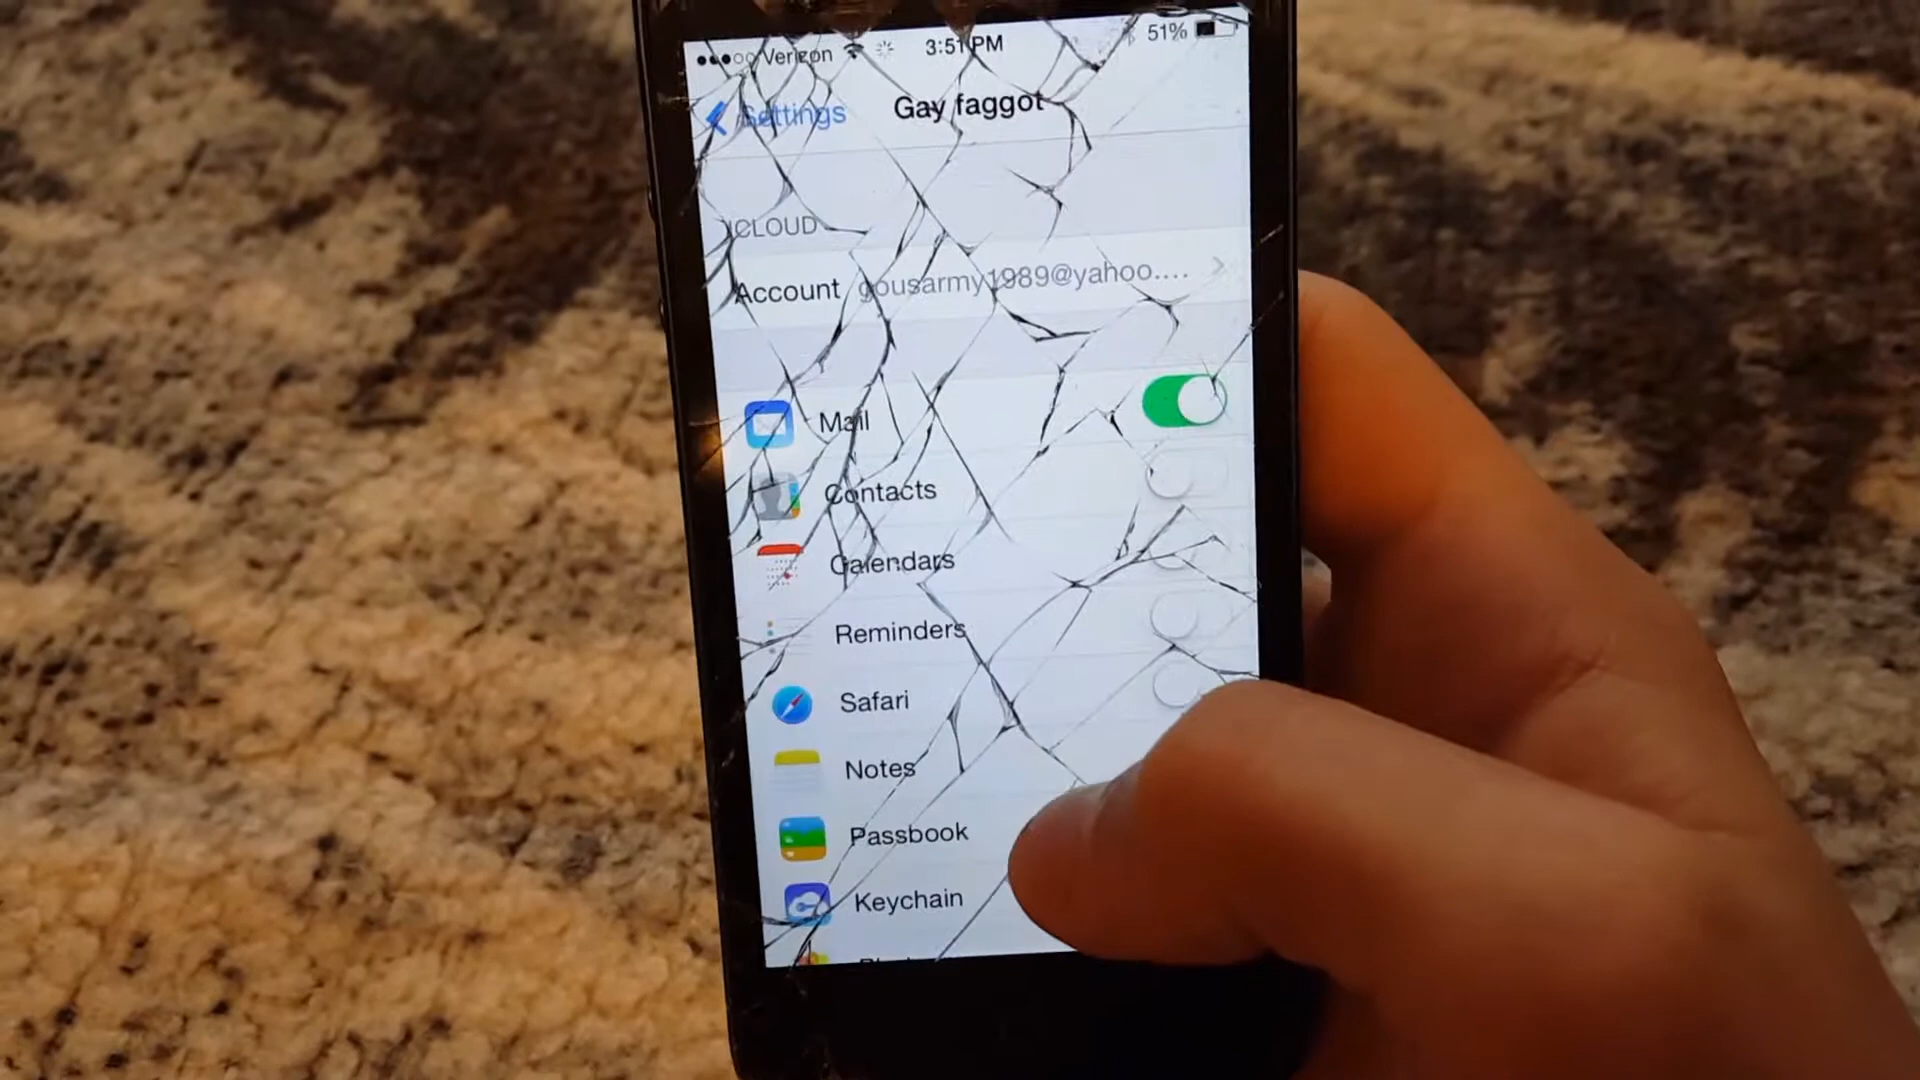 Verizon 3:51 PM 51%
Settings Gay faggot
ICLOUD
Account gousarmy1989@yahoo....
Mail
Contacts
Calendars
Reminders
Safari
Notes
Passbook
Keychain